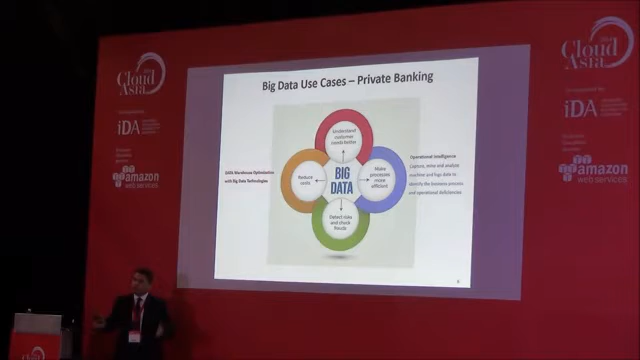 Big Data Use Cases – Private Banking
Understand
customer
needs better
DATA Warehouse Optimization
with Big Data Technologies
Reduce
costs
BIG
DATA
Make
processes
more
efficient
Operational Intelligence
Capture, mine and analyze
machine and logs data to
identify the business process
and operational deficiencies
Detect risks
and check
frauds
Cloud
Asia
iDA
amazon
web services
Cloud
Asia
iDA
amazon
web services
Cloud
Asia